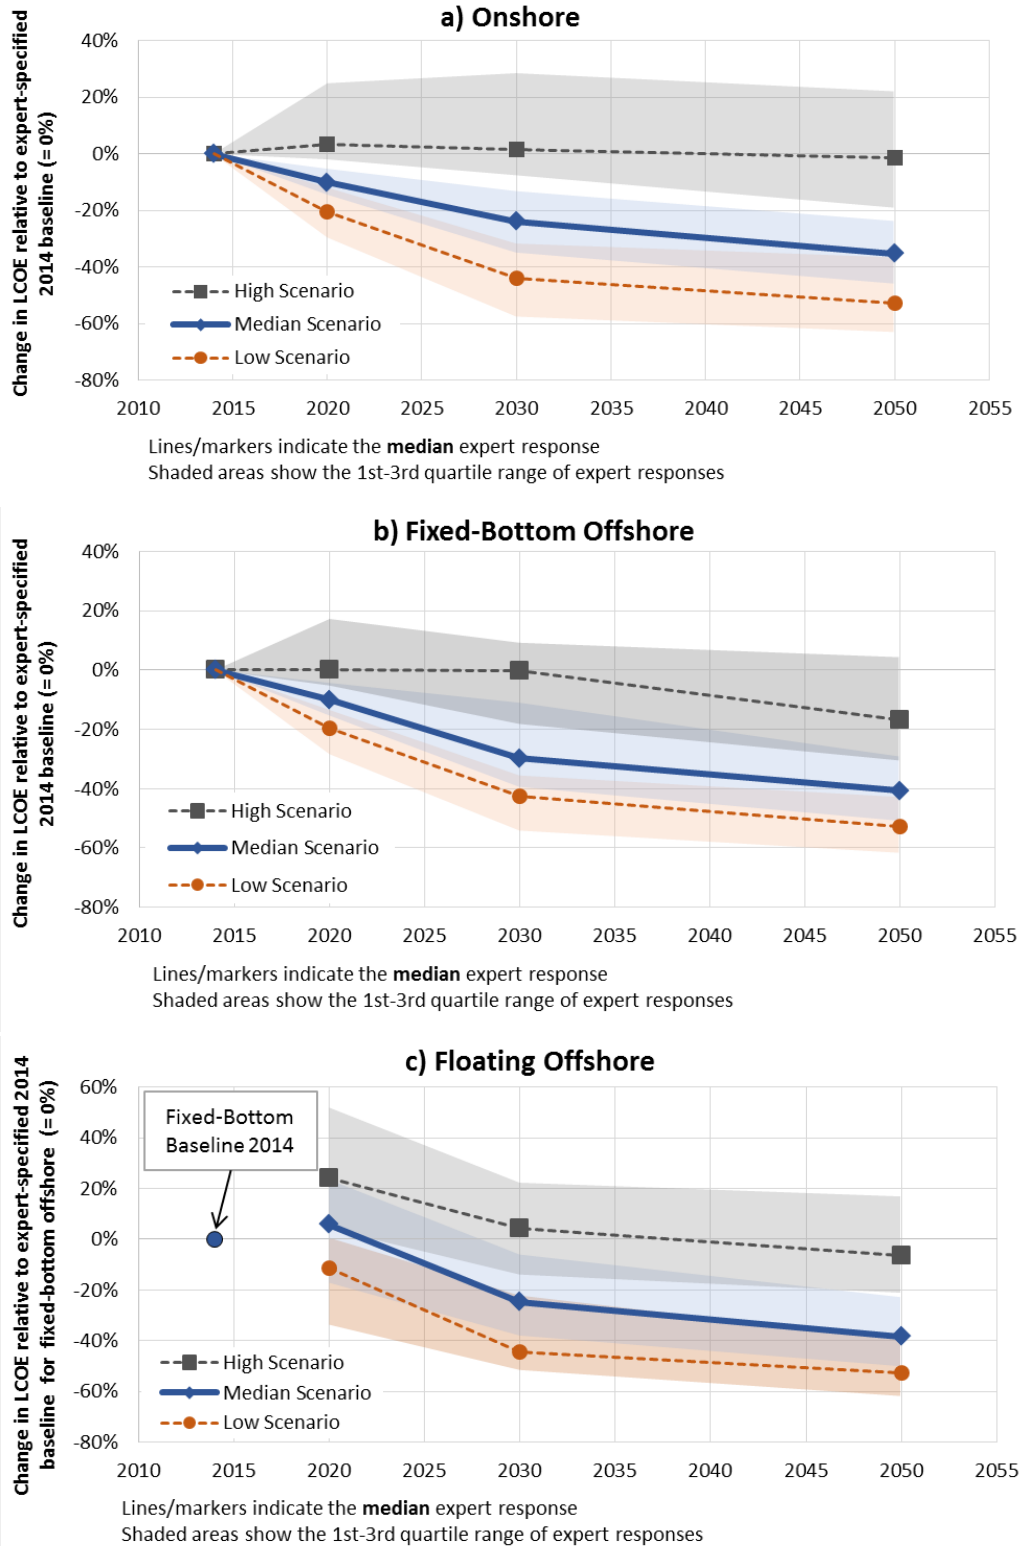 a) Onshore
Change in LCOE relative to expert-specified
2014 baseline (= 0%)
40%
20%
0%
-20%
-40%
-60%
-80%
High Scenario
Median Scenario
Low Scenario
2010 2015 2020 2025 2030 2035 2040 2045 2050 2055
Lines/markers indicate the median expert response
Shaded areas show the 1st-3rd quartile range of expert responses
b) Fixed-Bottom Offshore
Change in LCOE relative to expert-specified
2014 baseline (= 0%)
40%
20%
0%
-20%
-40%
-60%
-80%
High Scenario
Median Scenario
Low Scenario
2010 2015 2020 2025 2030 2035 2040 2045 2050 2055
Lines/markers indicate the median expert response
Shaded areas show the 1st-3rd quartile range of expert responses
c) Floating Offshore
Change in LCOE relative to expert-specified 2014
baseline for fixed-bottom offshore (= 0%)
60%
40%
20%
0%
-20%
-40%
-60%
-80%
Fixed-Bottom
Baseline 2014
High Scenario
Median Scenario
Low Scenario
2010 2015 2020 2025 2030 2035 2040 2045 2050 2055
Lines/markers indicate the median expert response
Shaded areas show the 1st-3rd quartile range of expert responses